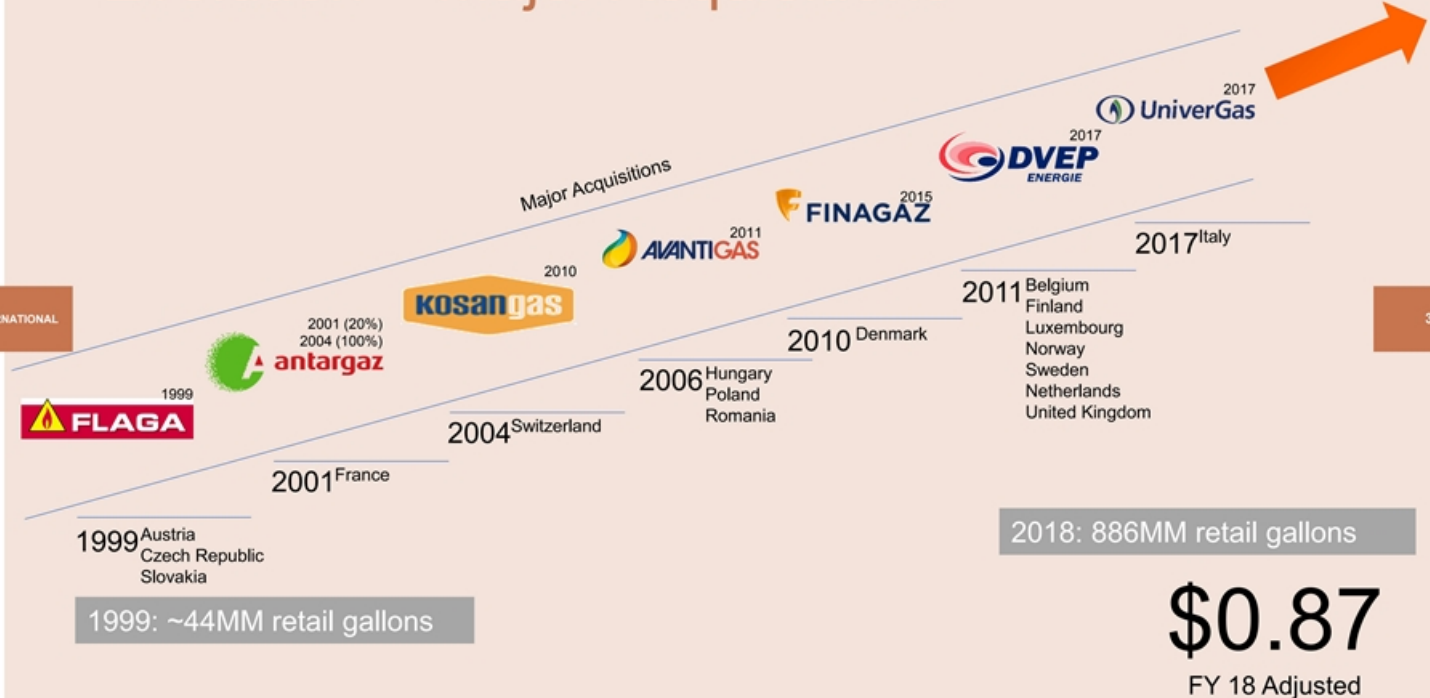 Major Acquisitions
2017
UniverGas
2017
DVEP
ENERGIE
2015
FINAGAZ
2011
AVANTIGAS
2010
KOSANgas
2001 (20%)
2004 (100%)
antargaz
1999
FLAGA
NATIONAL
3
2017 Italy
2011 Belgium
Finland
Luxembourg
Norway
Sweden
Netherlands
United Kingdom
2010 Denmark
2006 Hungary
Poland
Romania
2004 Switzerland
2001 France
1999 Austria
Czech Republic
Slovakia
1999: ~44MM retail gallons
2018: 886MM retail gallons
$0.87
FY 18 Adjusted